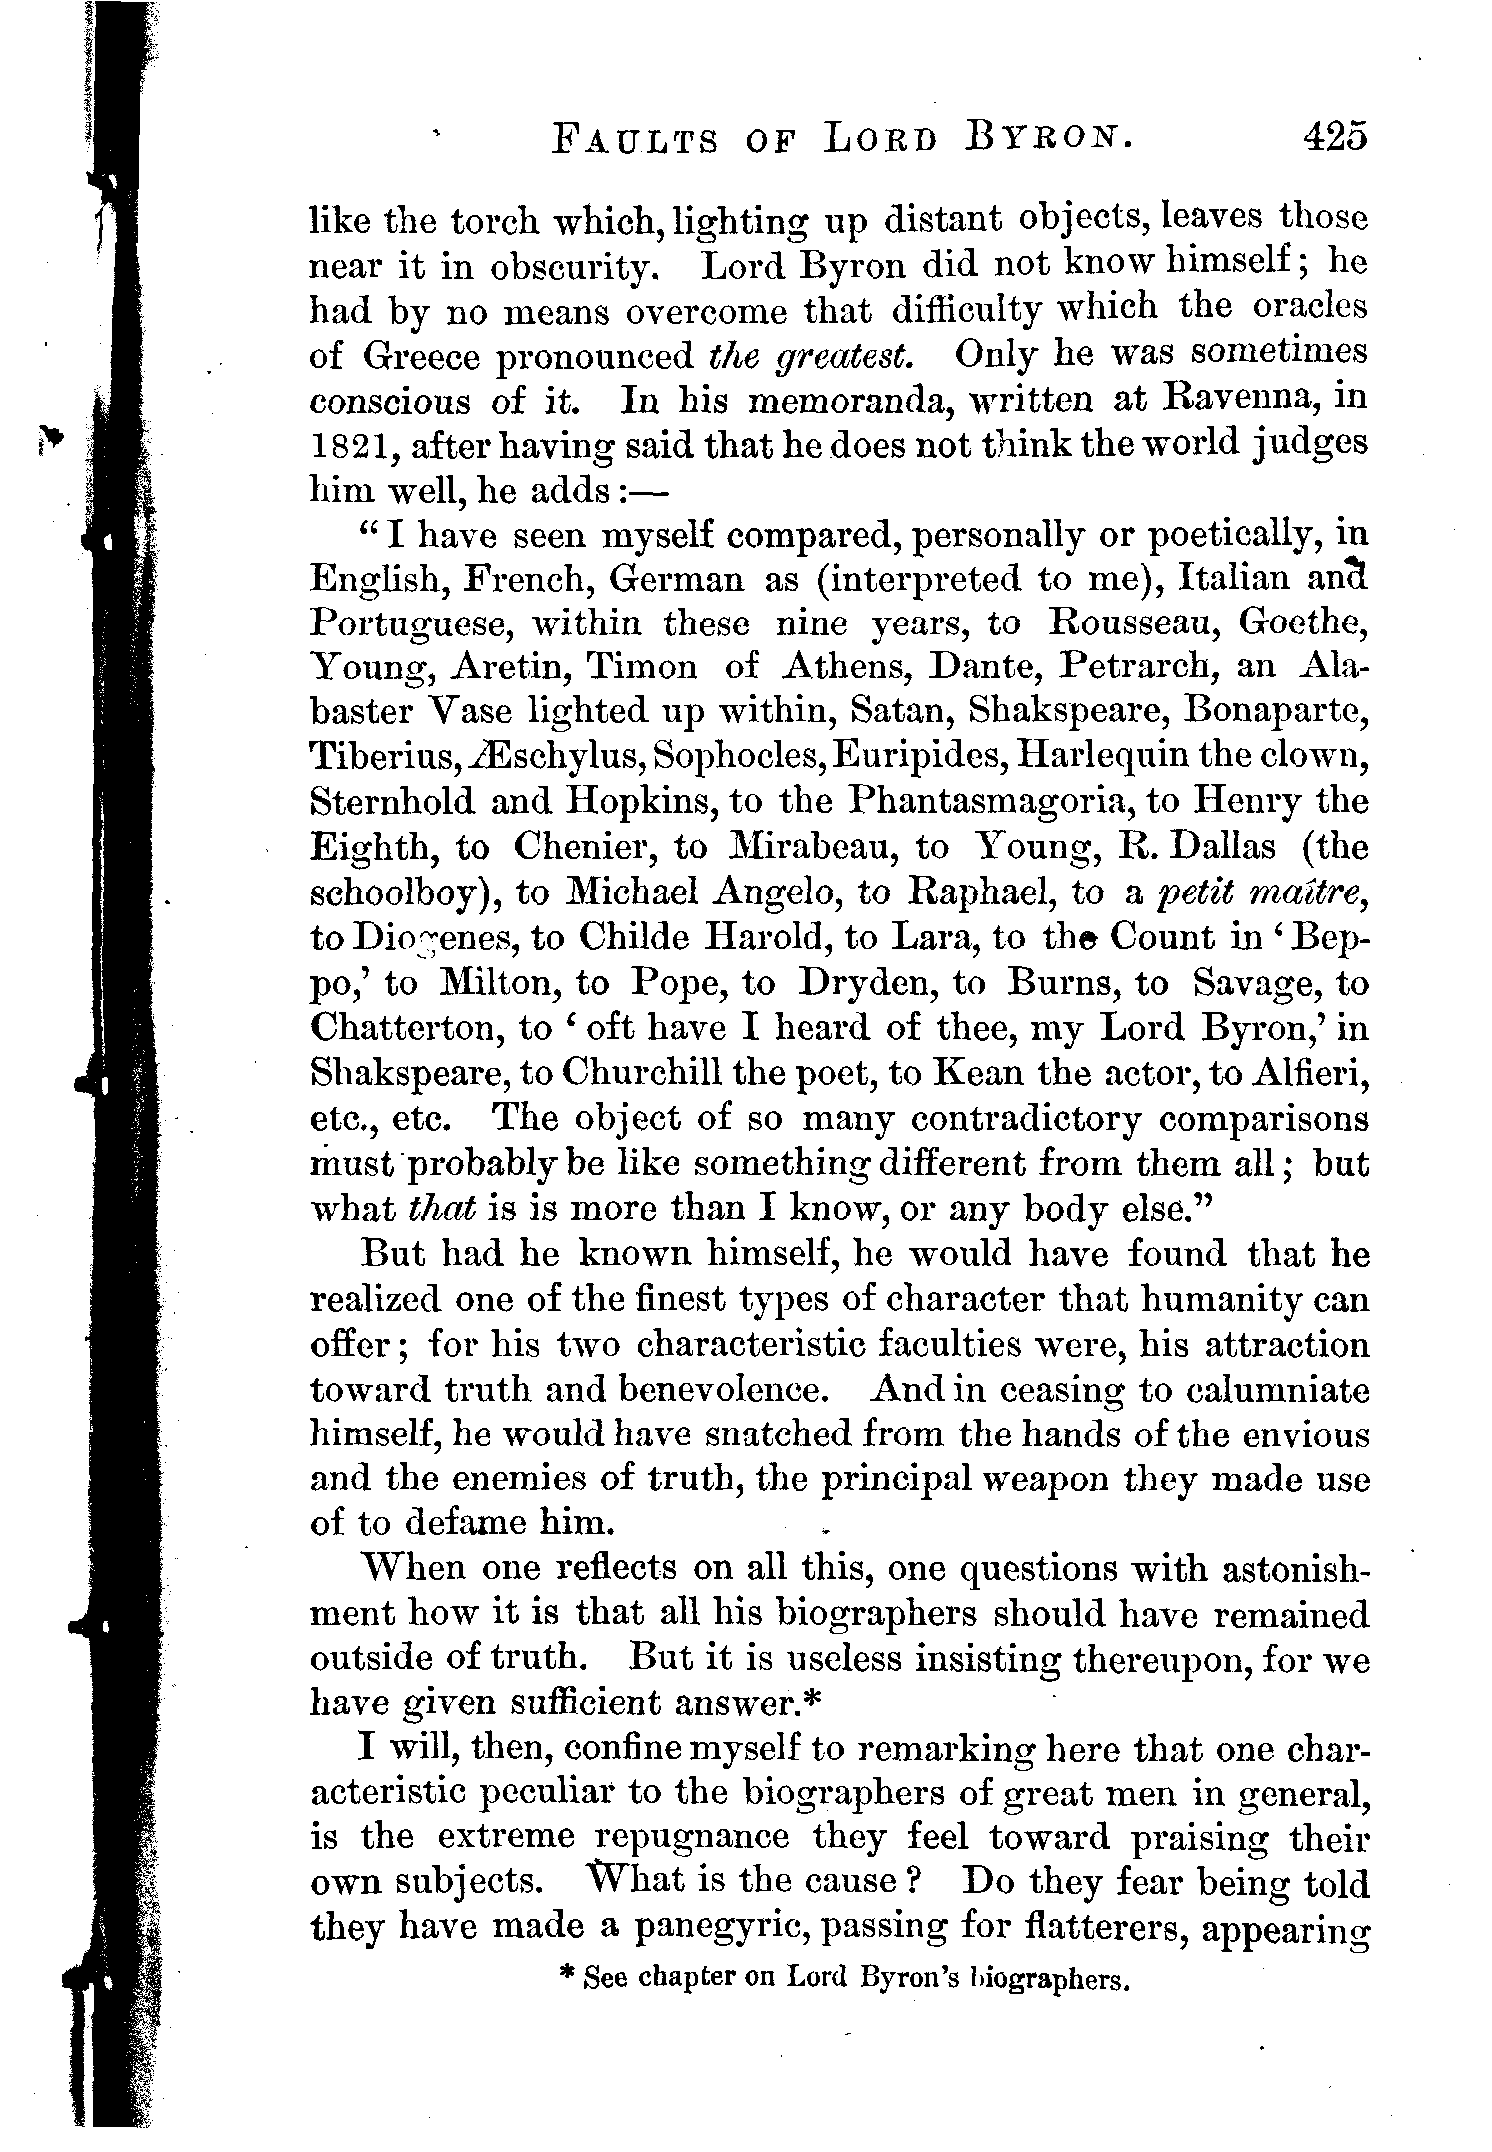 FAULTS OF LORD BYRON. 425
like the torch which, lighting up distant objects, leaves those
near it in obscurity. Lord Byron did not know himself; he
had by no means overcome that difficulty which the oracles
of Greece pronounced the greatest. Only he was sometimes
conscious of it. In his memoranda, written at Ravenna, in
1821, after having said that he does not think the world judges
him well, he adds:—
"I have seen myself compared, personally or poetically, in
English, French, German as (interpreted to me), Italian and
Portuguese, within these nine years, to Rousseau, Goethe,
Young, Aretin, Timon of Athens, Dante, Petrarch, an Ala-
baster Vase lighted up within, Satan, Shakspeare, Bonaparte,
Tiberius, Æschylus, Sophocles, Euripides, Harlequin the clown,
Sternhold and Hopkins, to the Phantasmagoria, to Henry the
Eighth, to Chenier, to Mirabeau, to Young, R. Dallas (the
schoolboy), to Michael Angelo, to Raphael, to a petit maître,
to Diogenes, to Childe Harold, to Lara, to the Count in 'Bep-
po,' to Milton, to Pope, to Dryden, to Burns, to Savage, to
Chatterton, to 'oft have I heard of thee, my Lord Byron,' in
Shakspeare, to Churchill the poet, to Kean the actor, to Alfieri,
etc., etc. The object of so many contradictory comparisons
must probably be like something different from them all; but
what that is is more than I know, or any body else."
But had he known himself, he would have found that he
realized one of the finest types of character that humanity can
offer; for his two characteristic faculties were, his attraction
toward truth and benevolence. And in ceasing to calumniate
himself, he would have snatched from the hands of the envious
and the enemies of truth, the principal weapon they made use
of to defame him.
When one reflects on all this, one questions with astonish-
ment how it is that all his biographers should have remained
outside of truth. But it is useless insisting thereupon, for we
have given sufficient answer.*
I will, then, confine myself to remarking here that one char-
acteristic peculiar to the biographers of great men in general,
is the extreme repugnance they feel toward praising their
own subjects. What is the cause? Do they fear being told
they have made a panegyric, passing for flatterers, appearing
* See chapter on Lord Byron's biographers.